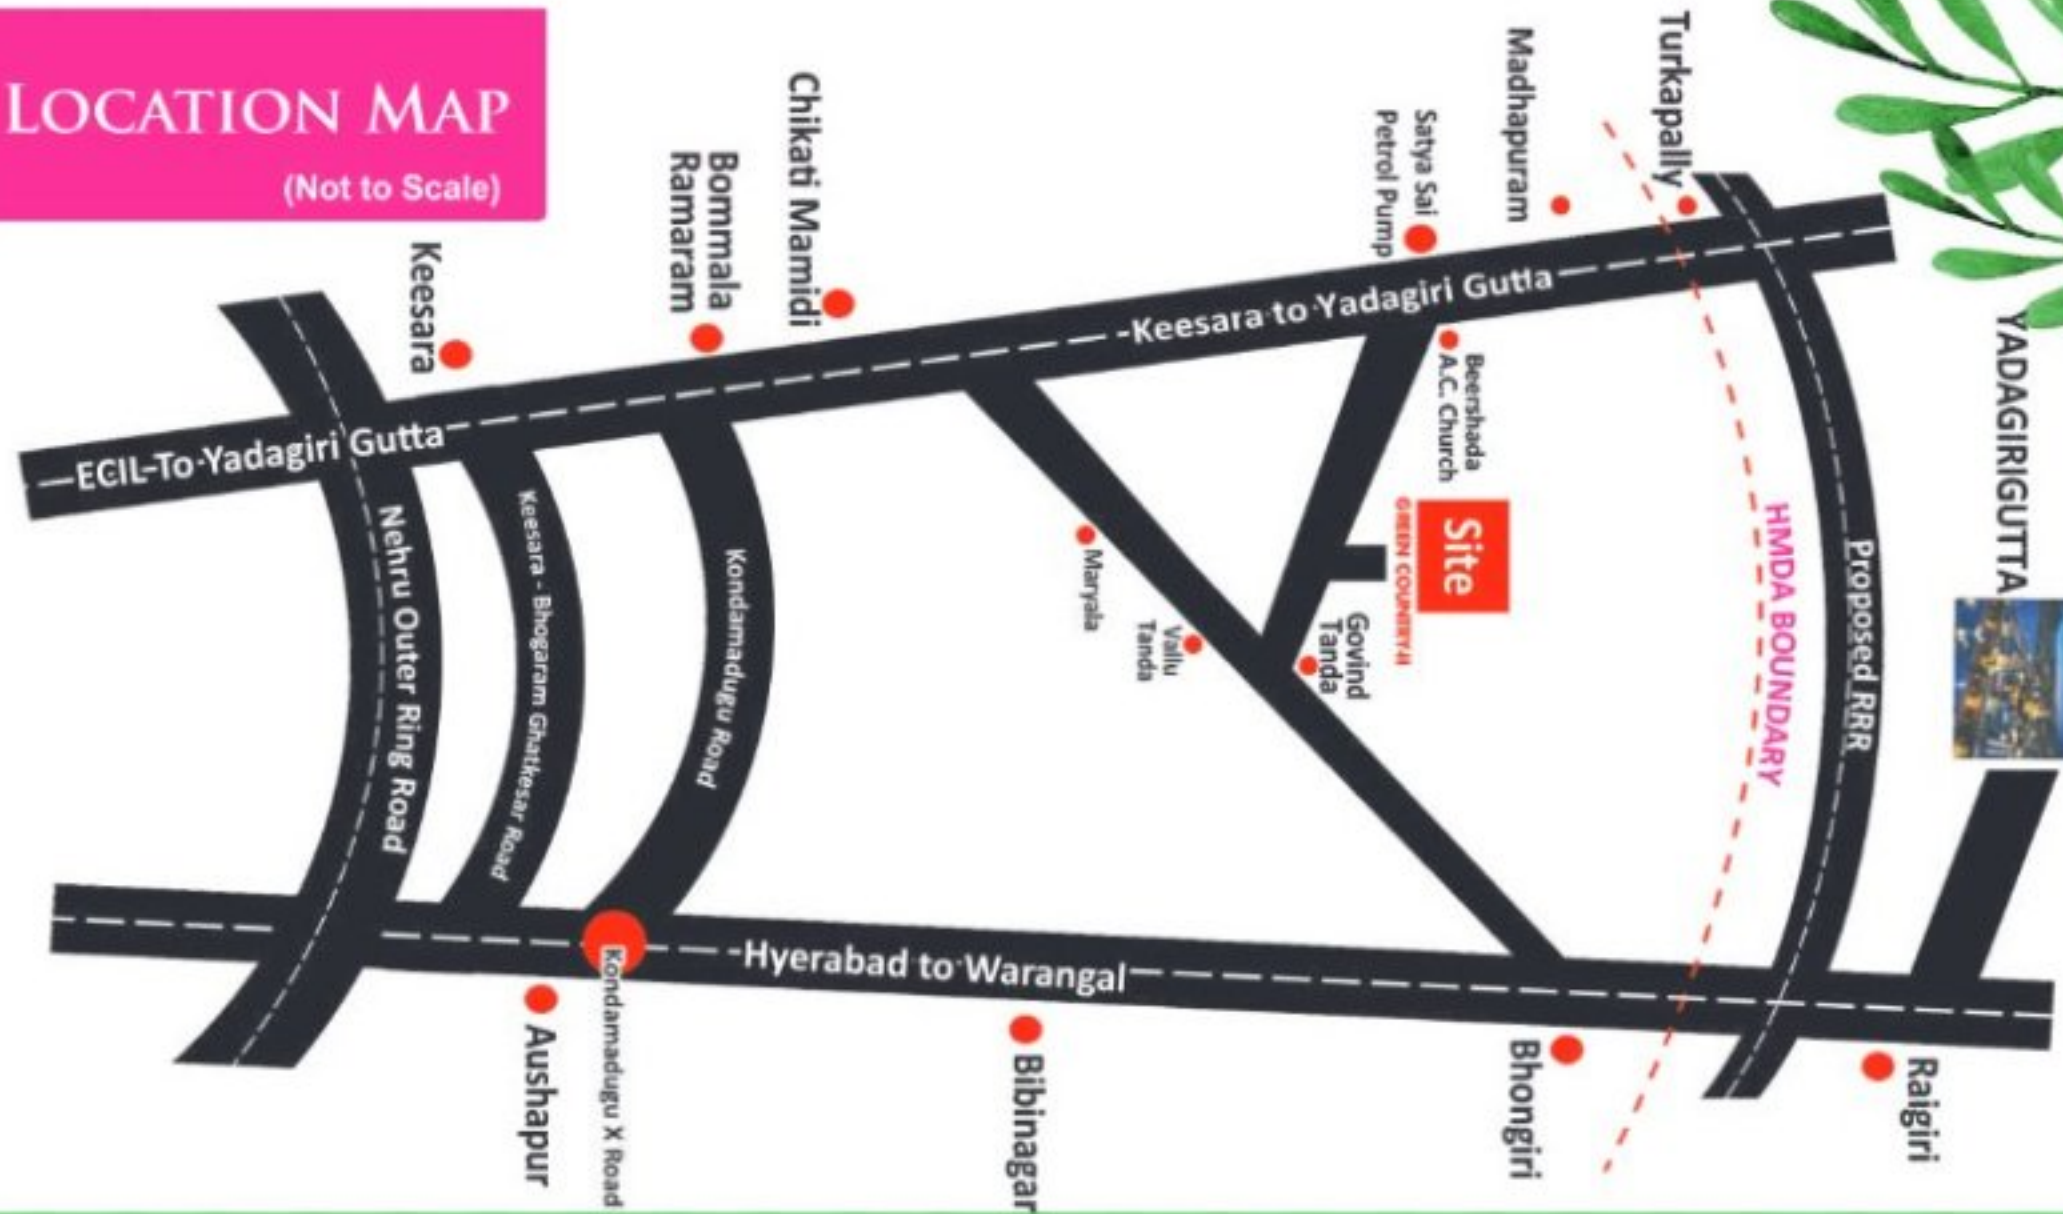 LOCATION MAP
(Not to Scale)
Turkapally
Madhapuram
Satya Sai
Petrol Pump
Chikati Mamidi
Bommala
Ramaram
Keesara
YADAGIRIGUTTA
-Keesara to Yadagiri Gutta
ECIL-To-Yadagiri Gutta
Beershada
A.C. Church
Site
GREEN COUNTRY-II
HMDA BOUNDARY
Proposed RRR
Nehru Outer Ring Road
Keesara - Bhogaram Ghatkesar Road
Kondamadugu Road
Maryala
Vallu
Tanda
Govind
Tanda
-Hyerabad to Warangal
Kondamadugu X Road
Aushapur
Bibinagar
Bhongiri
Raigiri